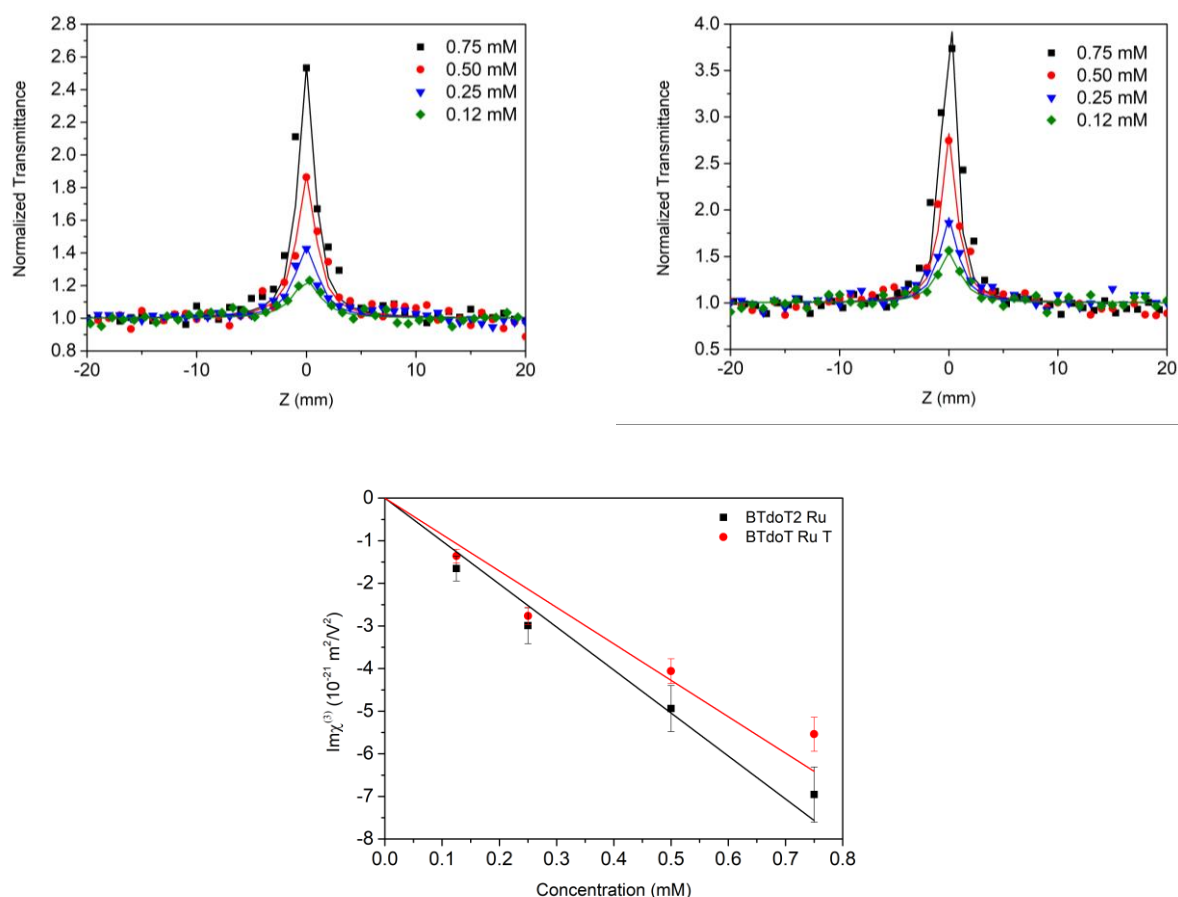 2.8
2.6
2.4
2.2
2.0
1.8
1.6
1.4
1.2
1.0
0.8
Normalized Transmittance
0.75 mM
0.50 mM
0.25 mM
0.12 mM
-20 -10 0 10 20
Z (mm)
4.0
3.5
3.0
2.5
2.0
1.5
1.0
0.5
Normalized Transmittance
0.75 mM
0.50 mM
0.25 mM
0.12 mM
-20 -10 0 10 20
Z (mm)
0
-1
-2
-3
-4
-5
-6
-7
-8
Imχ⁽³⁾ (10⁻²¹ m²/V²)
BTdoT2 Ru
BTdoT Ru T
0.0 0.1 0.2 0.3 0.4 0.5 0.6 0.7 0.8
Concentration (mM)